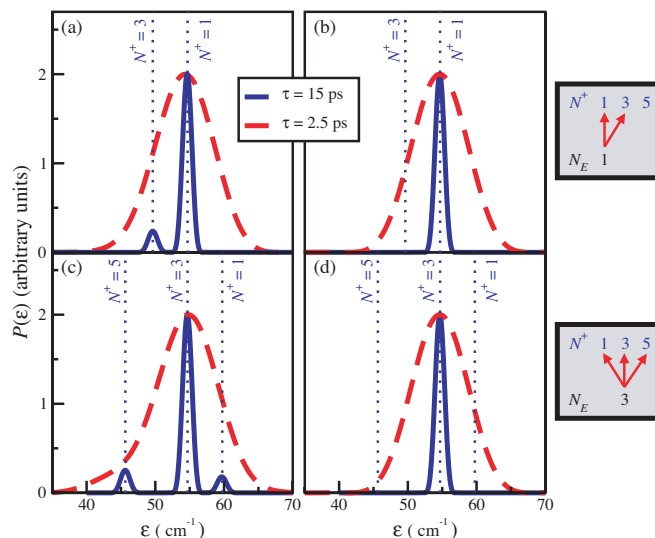 (a)
N⁺ = 3
N⁺ = 1
(b)
N⁺ = 3
N⁺ = 1
τ = 15 ps
τ = 2.5 ps
2
1
0
N⁺ 1 3 5
N_E 1
P(ε) (arbitrary units)
(c)
N⁺ = 5
N⁺ = 3
N⁺ = 1
(d)
N⁺ = 5
N⁺ = 3
N⁺ = 1
2
1
0
N⁺ 1 3 5
N_E 3
40 50 60 70
40 50 60 70
ε ( cm⁻¹)
ε ( cm⁻¹)